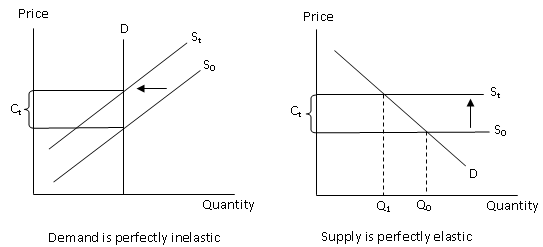 Price
D
Sₜ
S₀
Cₜ
Quantity
Demand is perfectly inelastic
Price
Sₜ
Cₜ
S₀
D
Q₁
Q₀
Quantity
Supply is perfectly elastic